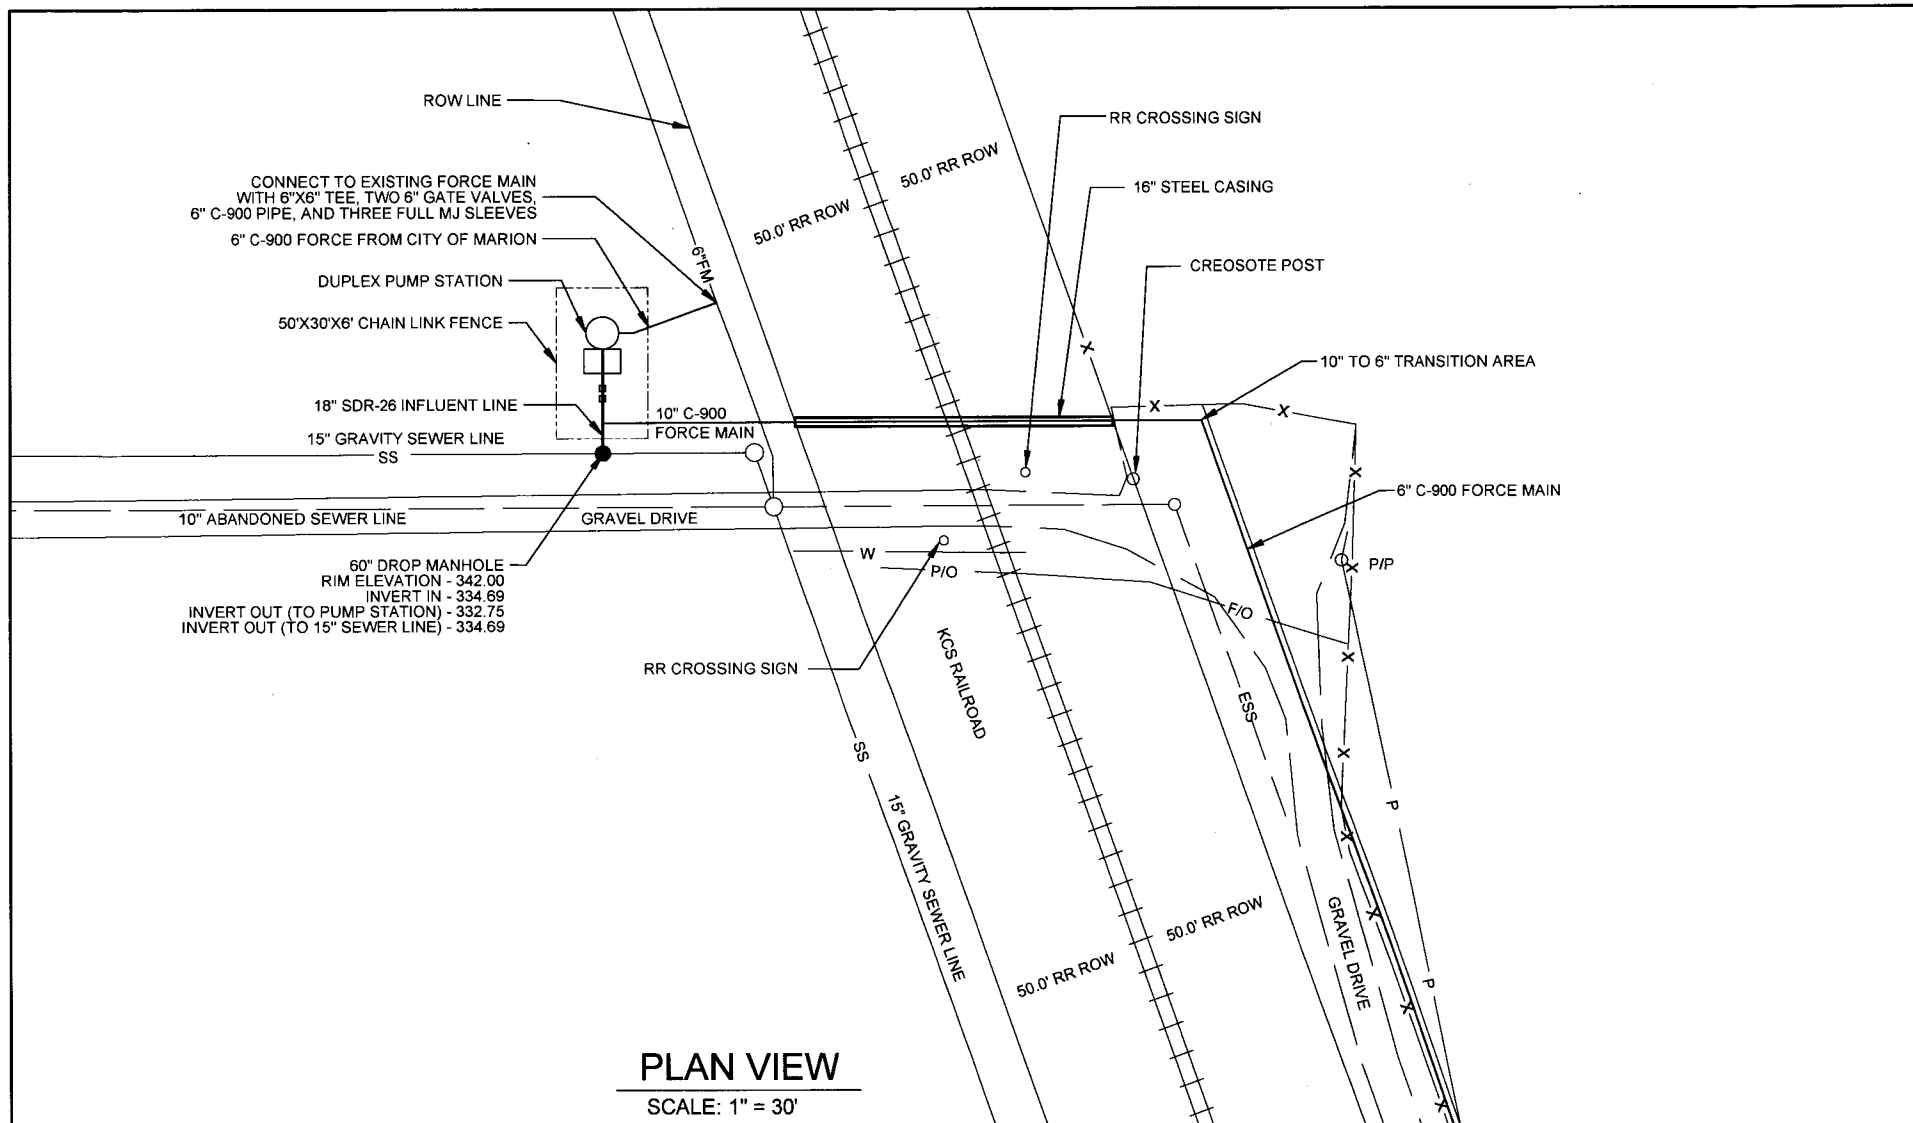 ROW LINE
RR CROSSING SIGN
50.0' RR ROW
50.0' RR ROW
16" STEEL CASING
CONNECT TO EXISTING FORCE MAIN
WITH 6"X6" TEE, TWO 6" GATE VALVES,
6" C-900 PIPE, AND THREE FULL MJ SLEEVES
6" C-900 FORCE FROM CITY OF MARION
6"FM
CREOSOTE POST
DUPLEX PUMP STATION
50'X30'X6' CHAIN LINK FENCE
X
10" TO 6" TRANSITION AREA
18" SDR-26 INFLUENT LINE
10" C-900
FORCE MAIN
X
X
15" GRAVITY SEWER LINE
SS
X
6" C-900 FORCE MAIN
10" ABANDONED SEWER LINE
GRAVEL DRIVE
W
P/O
X
P/P
60" DROP MANHOLE
RIM ELEVATION - 342.00
INVERT IN - 334.69
INVERT OUT (TO PUMP STATION) - 332.75
INVERT OUT (TO 15" SEWER LINE) - 334.69
F/O
X
RR CROSSING SIGN
KCS RAILROAD
ESS
SS
X
15" GRAVITY SEWER LINE
P
X
50.0' RR ROW
50.0' RR ROW
GRAVEL DRIVE
X
P
X
X
PLAN VIEW
SCALE: 1" = 30'